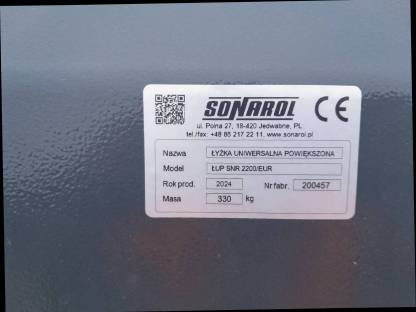 SONAROL CE
ul. Polna 27, 18-420 Jedwabne, PL
tel./fax: +48 86 217 22 11, www.sonarol.pl
Nazwa ŁYŻKA UNIWERSALNA POWIĘKSZONA
Model ŁUP SNR 2200/EUR
Rok prod. 2024 Nr fabr. 200457
Masa 330 kg